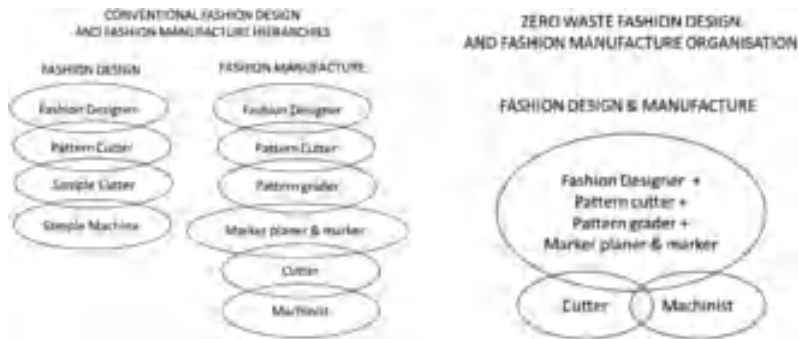 CONVENTIONAL FASHION DESIGN
AND FASHION MANUFACTURE HIERARCHIES
FASHION DESIGN
Fashion Designer
Pattern Cutter
Sample Cutter
Sample Machine
FASHION MANUFACTURE
Fashion Designer
Pattern Cutter
Pattern grader
Marker planer & marker
Cutter
Machinist
ZERO WASTE FASHION DESIGN
AND FASHION MANUFACTURE ORGANISATION
FASHION DESIGN & MANUFACTURE
Fashion Designer +
Pattern cutter +
Pattern grader +
Marker planer & marker
Cutter
Machinist